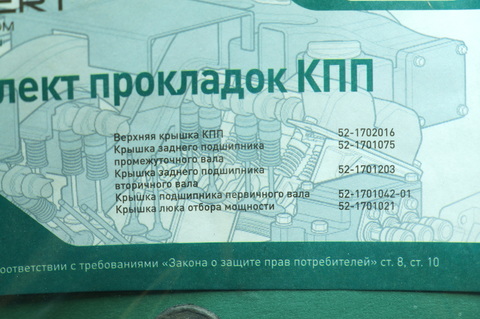 лект прокладок КПП
Верхняя крышка КПП 52-1702016
Крышка заднего подшипника 52-1701075
промежуточного вала
Крышка заднего подшипника 52-1701203
вторичного вала
Крышка подшипника первичного вала 52-1701042-01
Крышка люка отбора мощности 52-1701021
оответствии с требованиями «Закона о защите прав потребителей» ст. 8, ст. 10